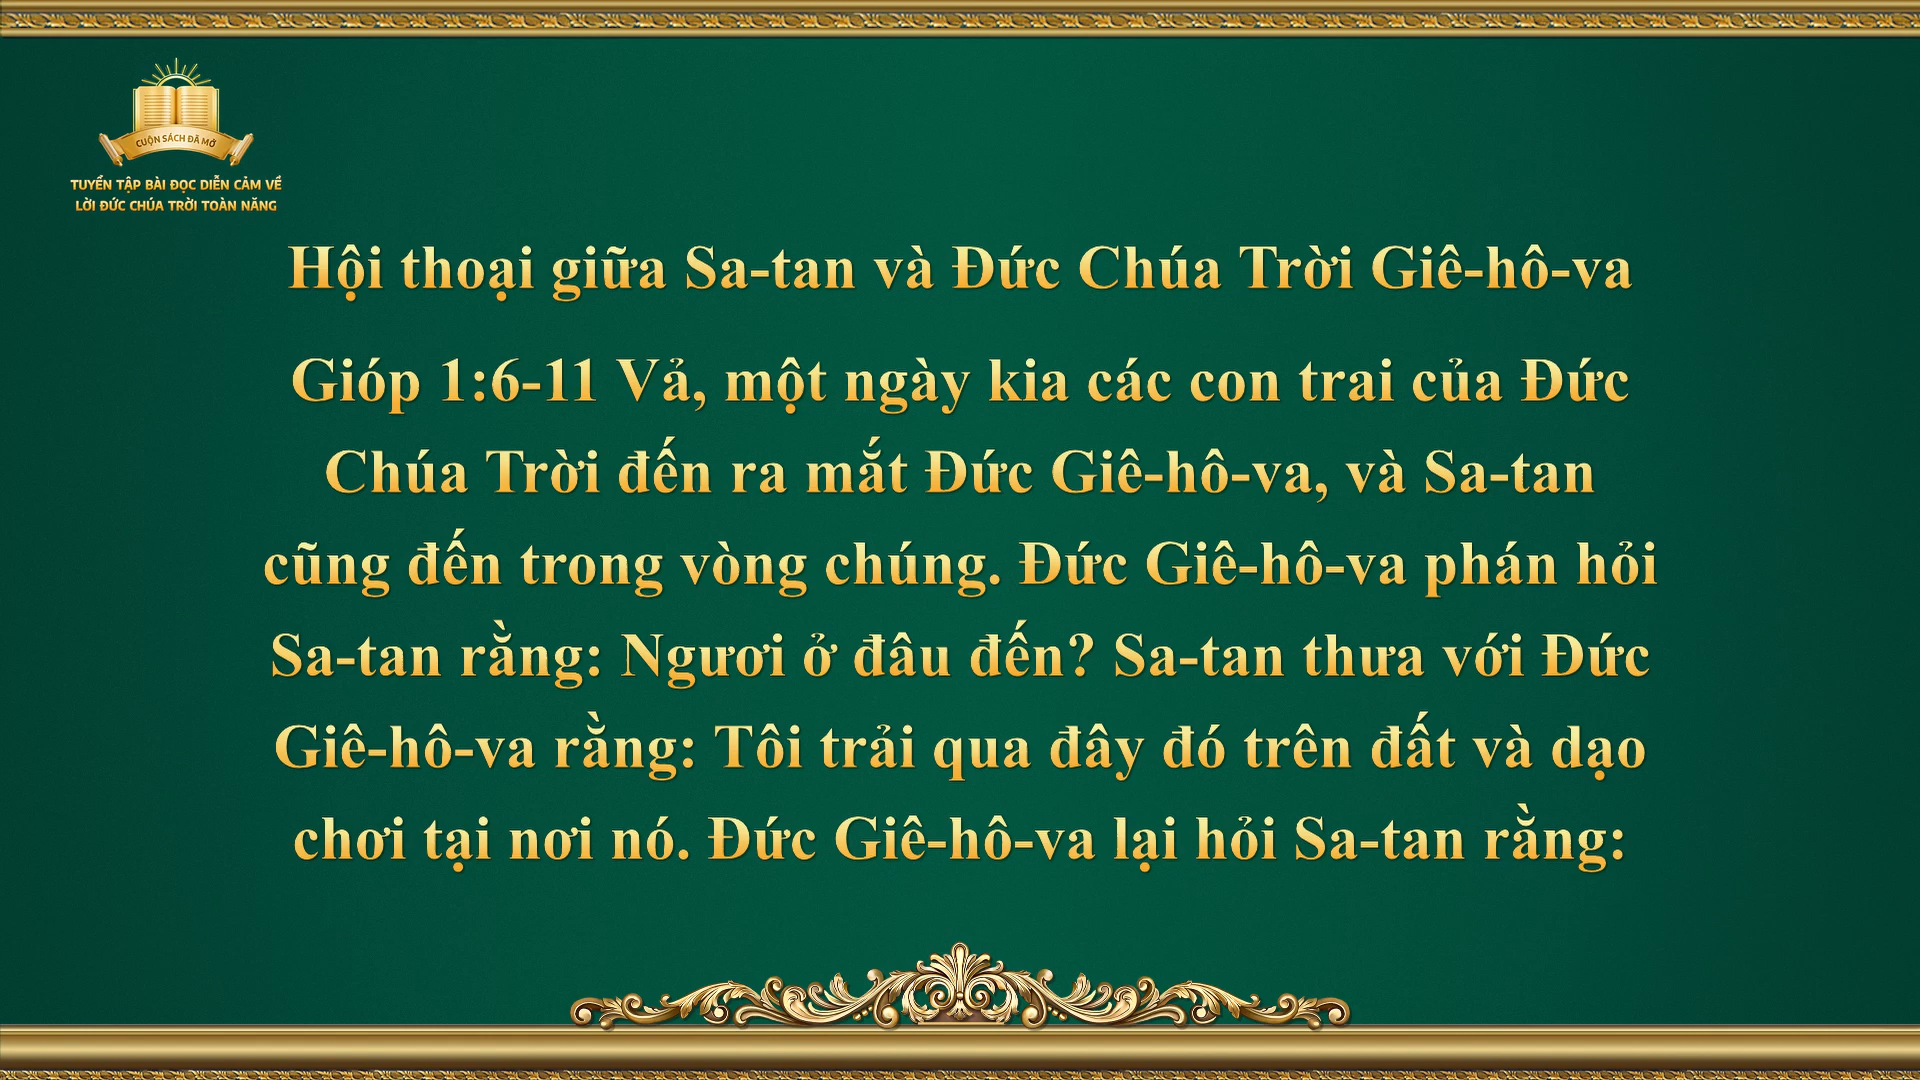 CUỘN SÁCH ĐÃ MỞ
TUYỂN TẬP BÀI ĐỌC DIỄN CẢM VỀ
LỜI ĐỨC CHÚA TRỜI TOÀN NĂNG
Hội thoại giữa Sa-tan và Đức Chúa Trời Giê-hô-va
Gióp 1:6-11 Vả, một ngày kia các con trai của Đức
Chúa Trời đến ra mắt Đức Giê-hô-va, và Sa-tan
cũng đến trong vòng chúng. Đức Giê-hô-va phán hỏi
Sa-tan rằng: Ngươi ở đâu đến? Sa-tan thưa với Đức
Giê-hô-va rằng: Tôi trải qua đây đó trên đất và dạo
chơi tại nơi nó. Đức Giê-hô-va lại hỏi Sa-tan rằng: